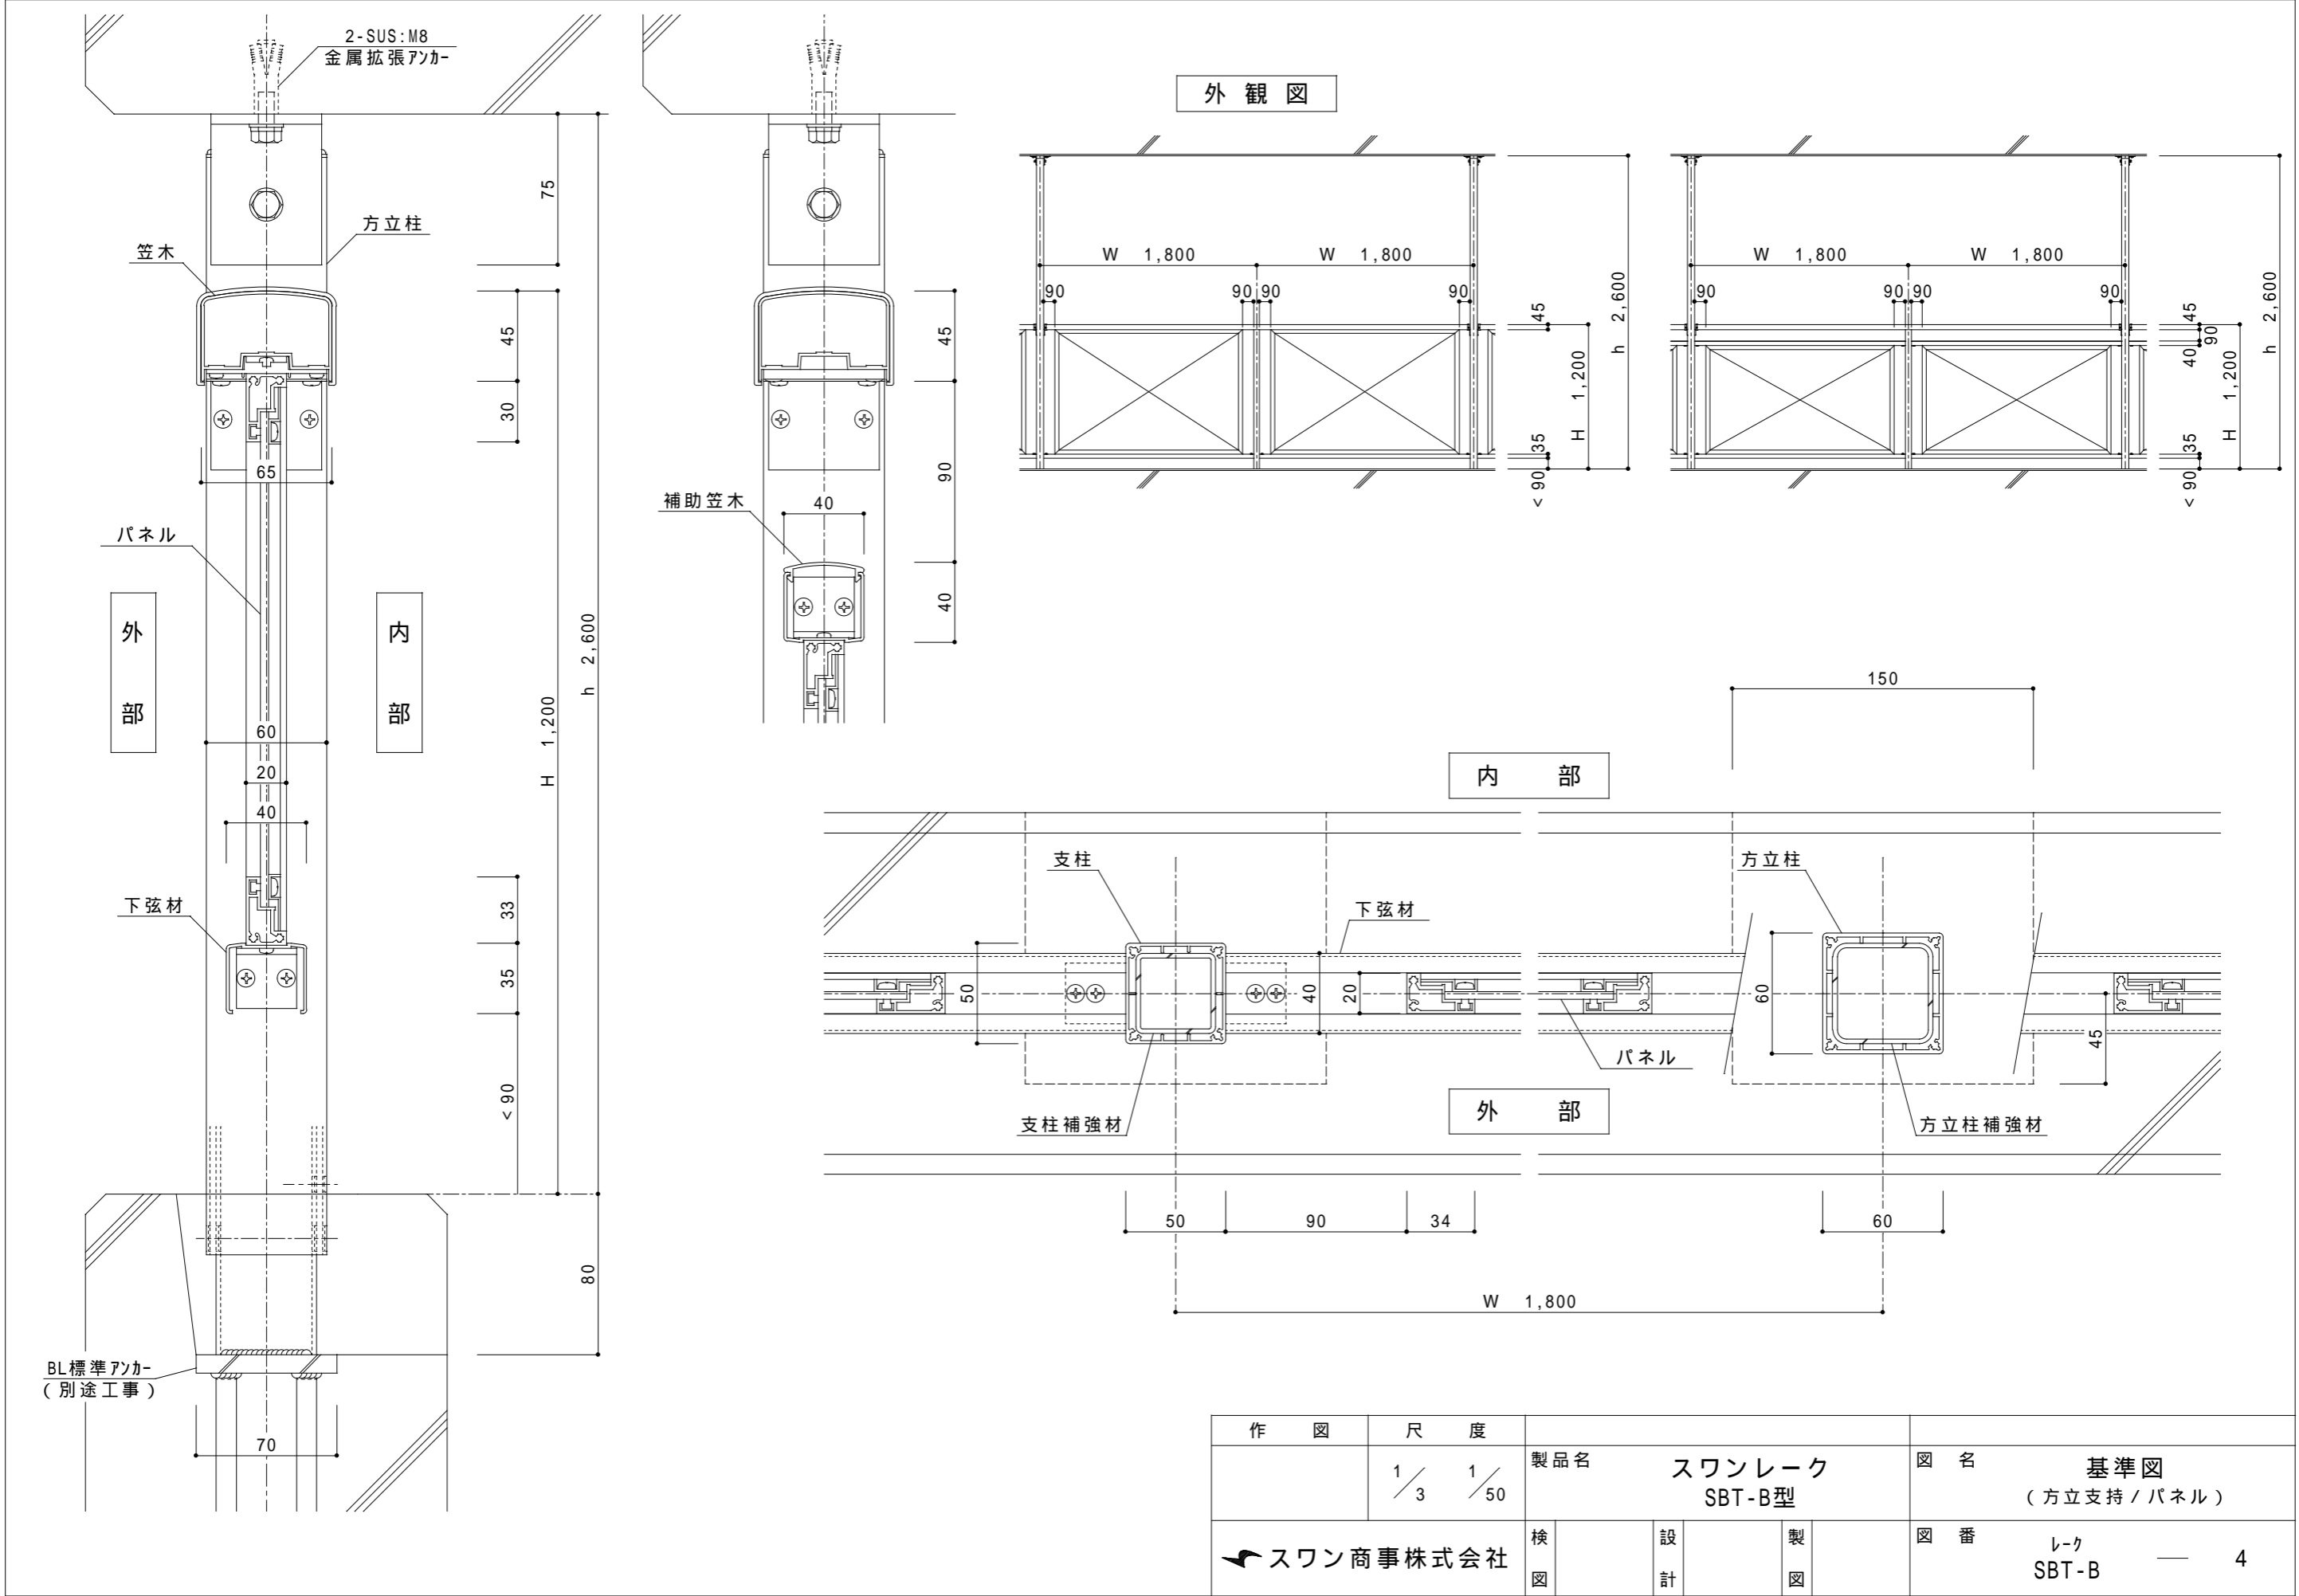 2-SUS:M8
金属拡張アンカー
75
方立柱
笠木
45
30
65
パネル
外部
内部
h 2,600
H 1,200
60
20
40
下弦材
33
35
< 90
80
BL標準アンカー
(別途工事)
70
45
90
補助笠木
40
40
外観図
W 1,800
W 1,800
90
90
90
90
45
H 1,200
h 2,600
35
< 90
W 1,800
W 1,800
90
90
90
90
45
90
40
H 1,200
h 2,600
35
< 90
150
内部
支柱
方立柱
下弦材
50
40
20
60
45
パネル
外部
支柱補強材
方立柱補強材
50
90
34
60
W 1,800
作図
尺度
1/3
1/50
製品名
スワンレーク
SBT-B型
図名
基準図
(方立支持/パネル)
スワン商事株式会社
検図
設計
製図
図番
レーク
SBT-B — 4